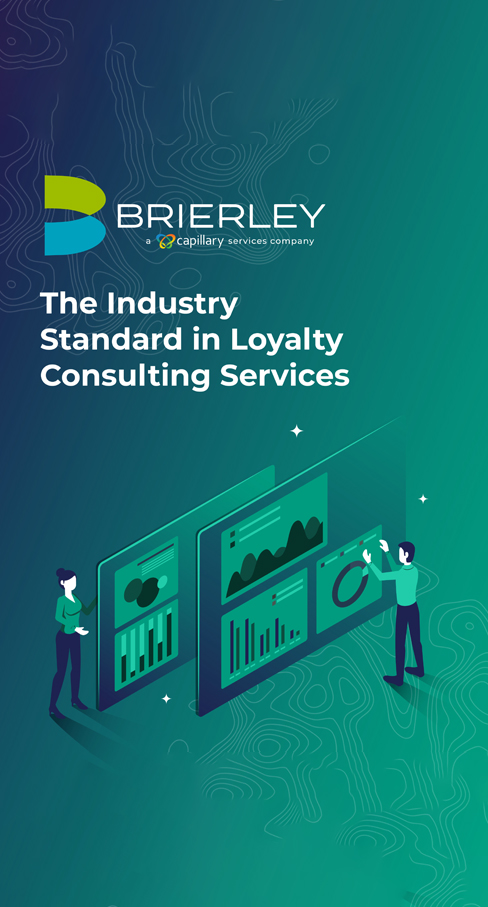 BRIERLEY
a capillary services company
The Industry
Standard in Loyalty
Consulting Services